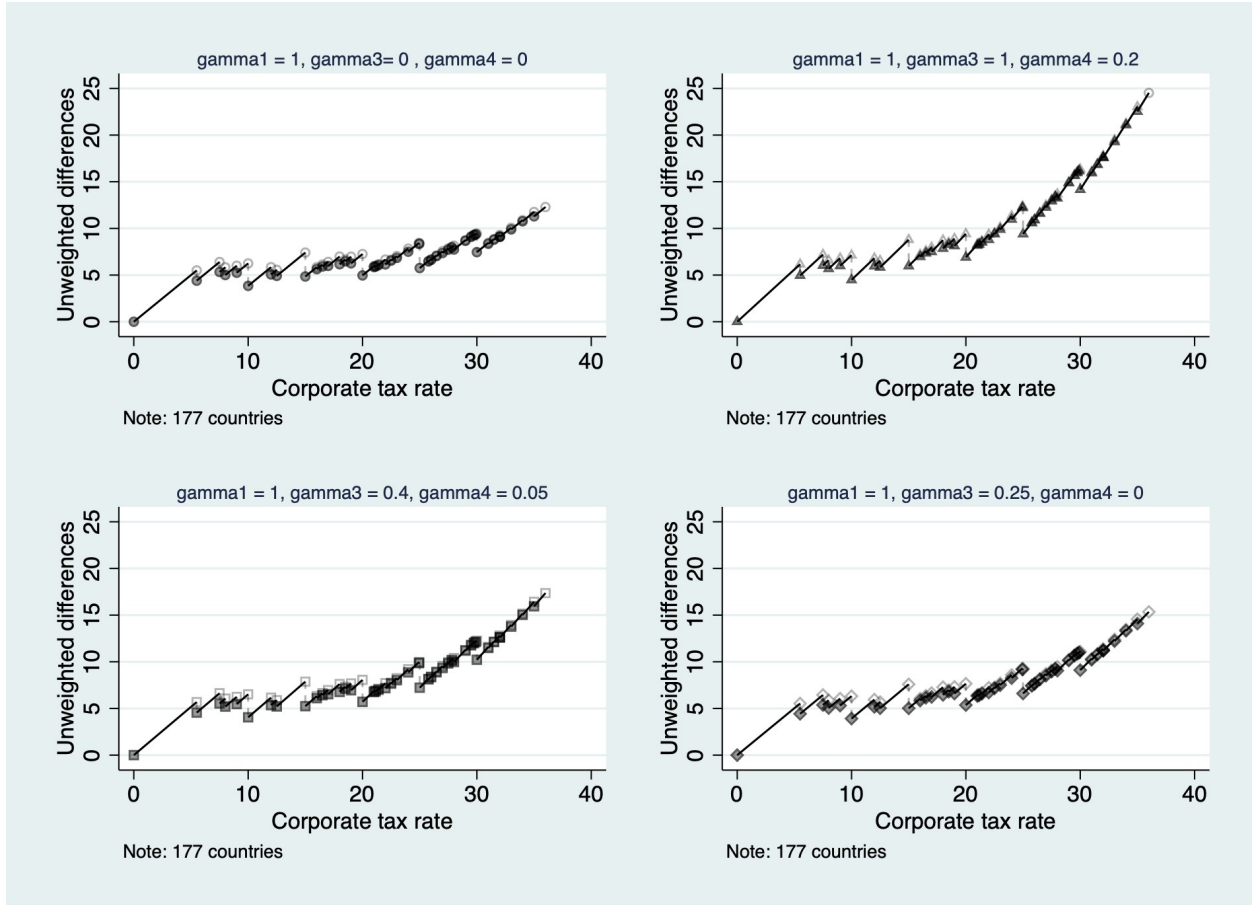 gamma1 = 1, gamma3= 0 , gamma4 = 0
Unweighted differences
25
20
15
10
5
0
0 10 20 30 40
Corporate tax rate
Note: 177 countries
gamma1 = 1, gamma3 = 1, gamma4 = 0.2
Unweighted differences
25
20
15
10
5
0
0 10 20 30 40
Corporate tax rate
Note: 177 countries
gamma1 = 1, gamma3 = 0.4, gamma4 = 0.05
Unweighted differences
25
20
15
10
5
0
0 10 20 30 40
Corporate tax rate
Note: 177 countries
gamma1 = 1, gamma3 = 0.25, gamma4 = 0
Unweighted differences
25
20
15
10
5
0
0 10 20 30 40
Corporate tax rate
Note: 177 countries